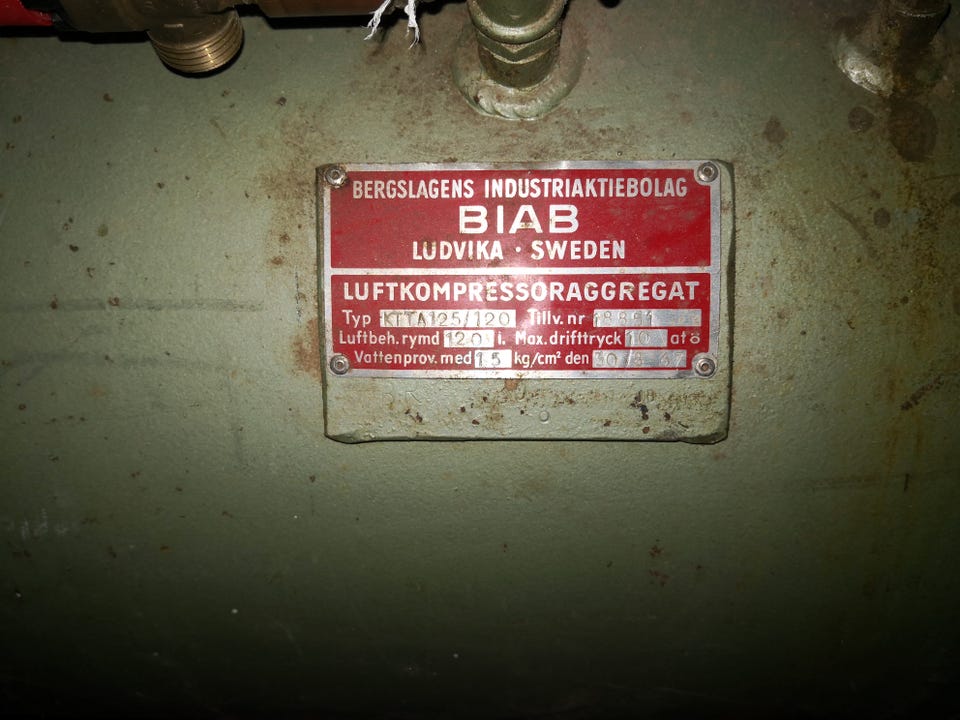 BERGSLAGENS INDUSTRIAKTIEBOLAG
BIAB
LUDVIKA · SWEDEN
LUFTKOMPRESSORAGGREGAT
Typ KTTA125/120 Tillv. nr
Luftbeh. rymd 120 l. Max. drifttryck 10 atö
Vattenprov. med 15 kg/cm² den